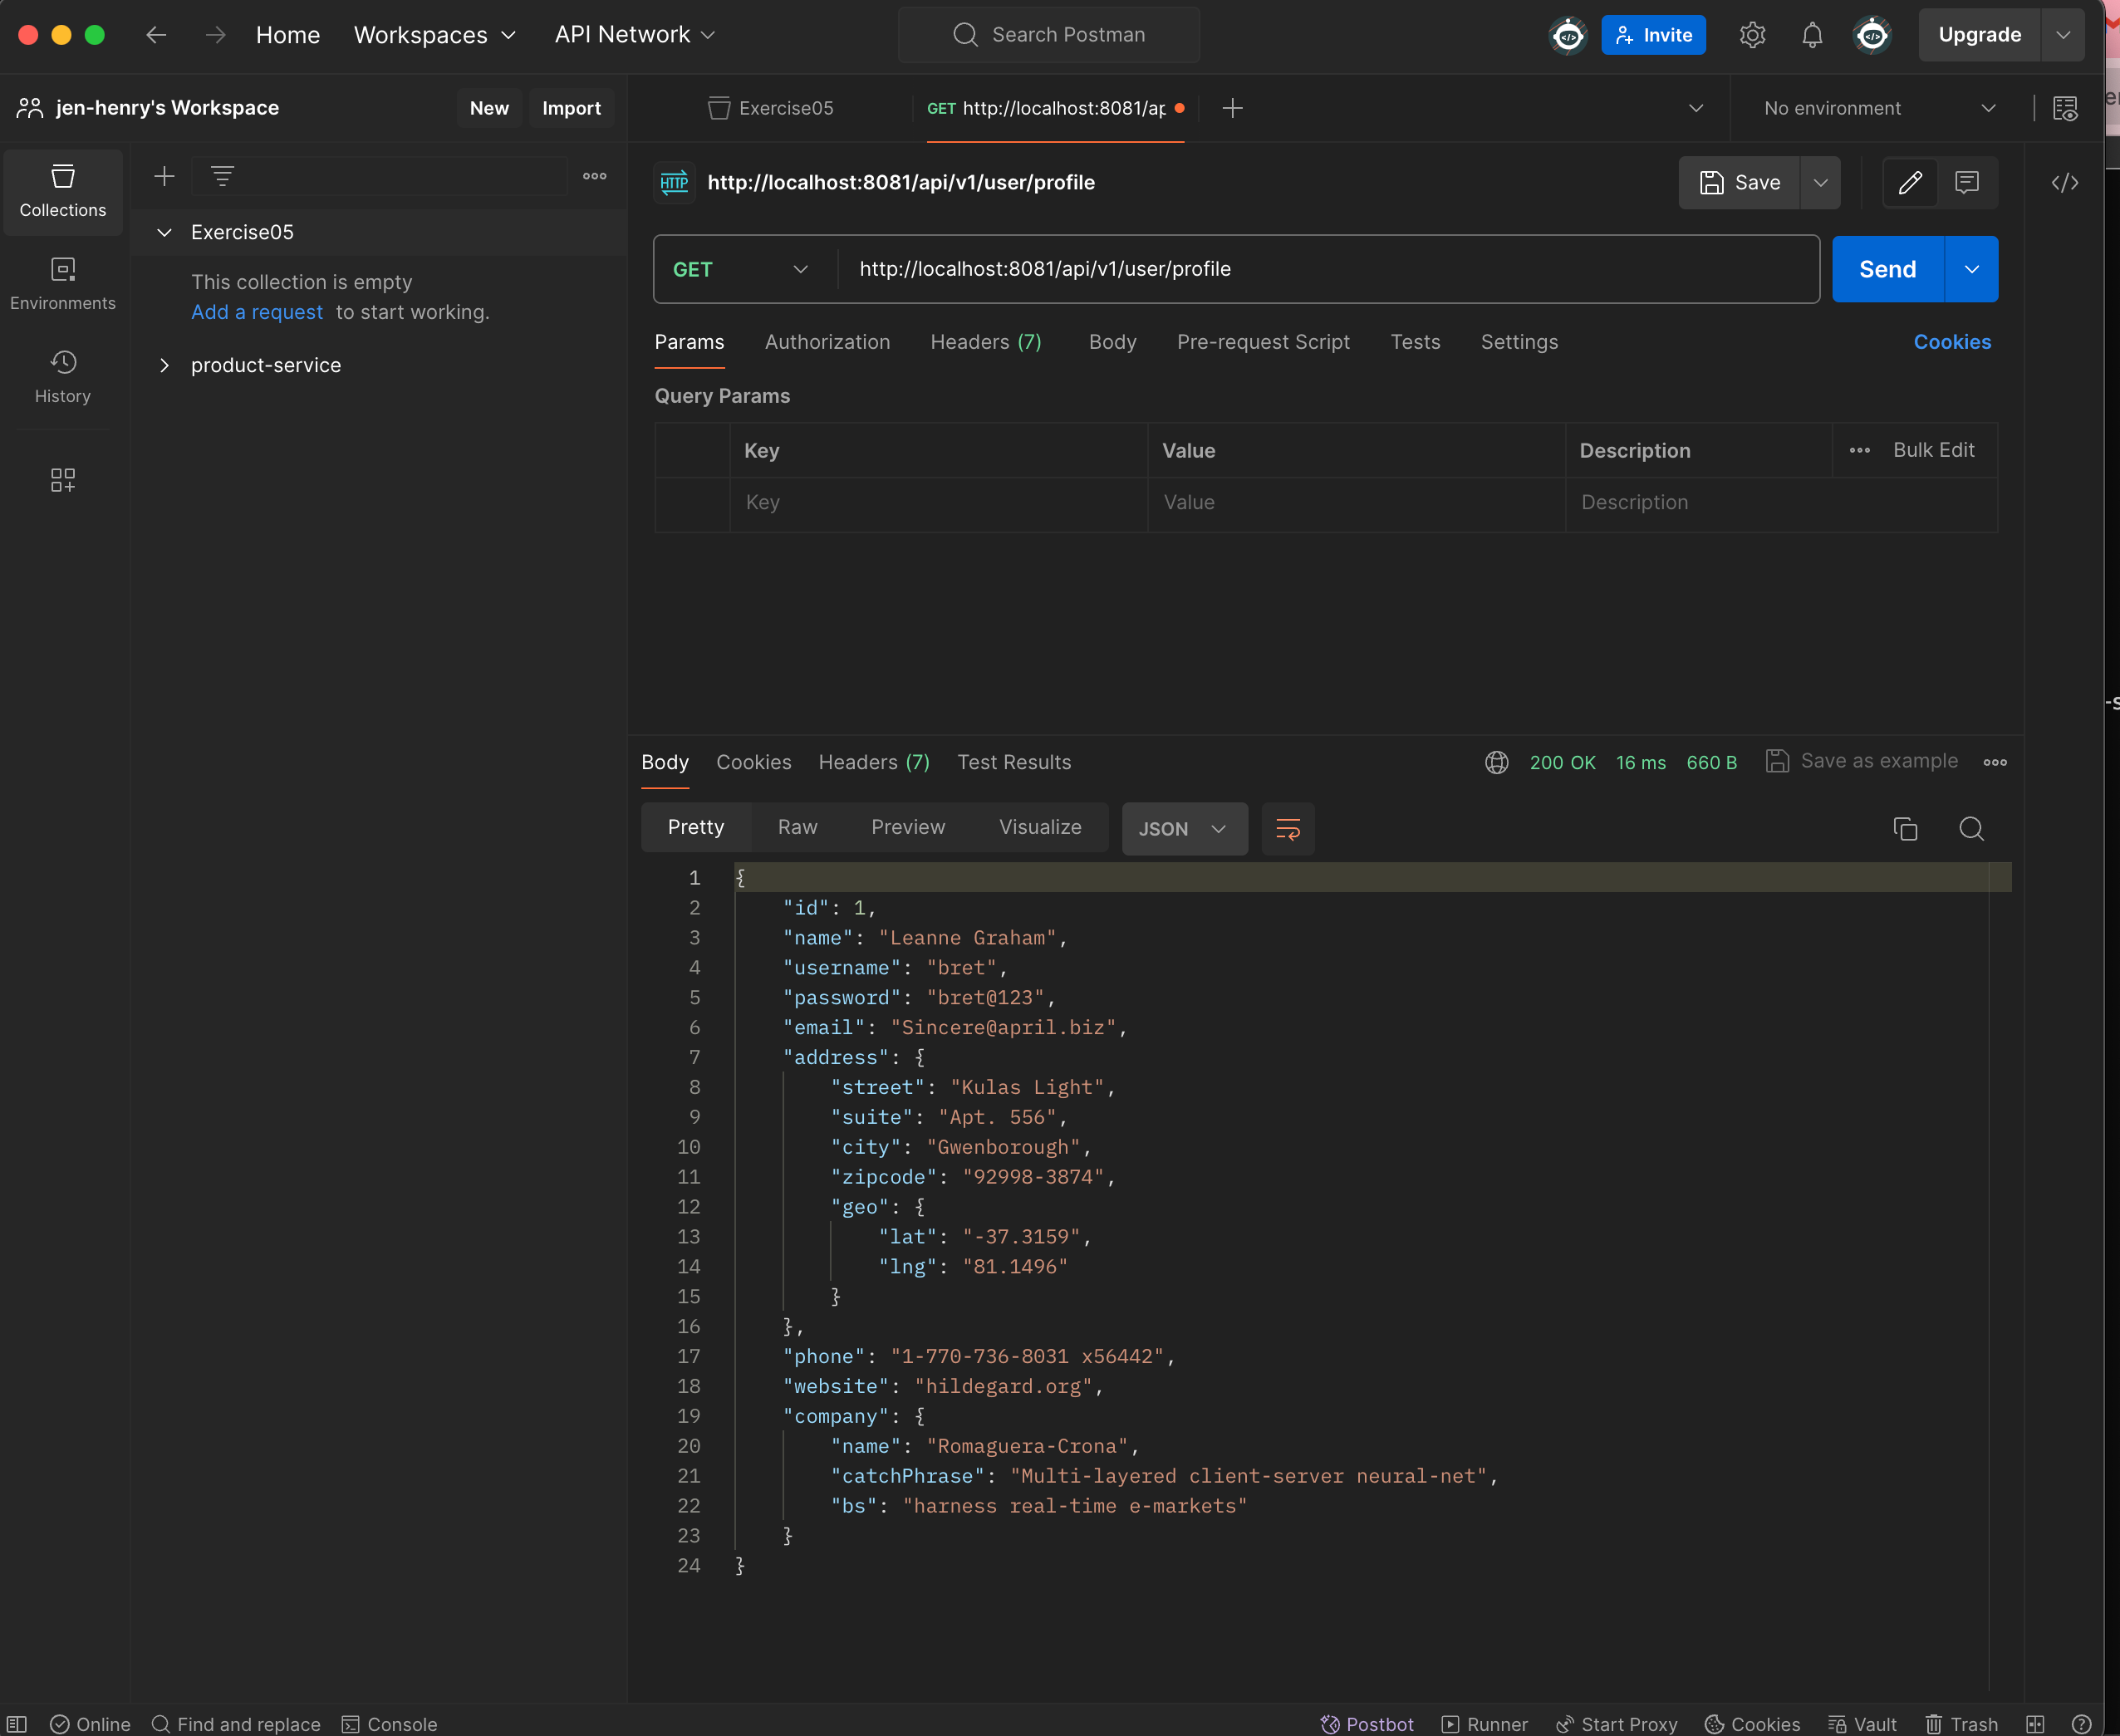 Home Workspaces API Network Search Postman Invite Upgrade
jen-henry's Workspace New Import Exercise05 GET http://localhost:8081/ap No environment
Collections
Environments
History
Exercise05
This collection is empty
Add a request to start working.
product-service
HTTP http://localhost:8081/api/v1/user/profile Save
GET http://localhost:8081/api/v1/user/profile Send
Params Authorization Headers (7) Body Pre-request Script Tests Settings Cookies
Query Params
Key Value Description Bulk Edit
Key Value Description
Body Cookies Headers (7) Test Results 200 OK 16 ms 660 B Save as example
Pretty Raw Preview Visualize JSON
1 {
2 "id": 1,
3 "name": "Leanne Graham",
4 "username": "bret",
5 "password": "bret@123",
6 "email": "Sincere@april.biz",
7 "address": {
8 "street": "Kulas Light",
9 "suite": "Apt. 556",
10 "city": "Gwenborough",
11 "zipcode": "92998-3874",
12 "geo": {
13 "lat": "-37.3159",
14 "lng": "81.1496"
15 }
16 },
17 "phone": "1-770-736-8031 x56442",
18 "website": "hildegard.org",
19 "company": {
20 "name": "Romaguera-Crona",
21 "catchPhrase": "Multi-layered client-server neural-net",
22 "bs": "harness real-time e-markets"
23 }
24 }
Online Find and replace Console Postbot Runner Start Proxy Cookies Vault Trash